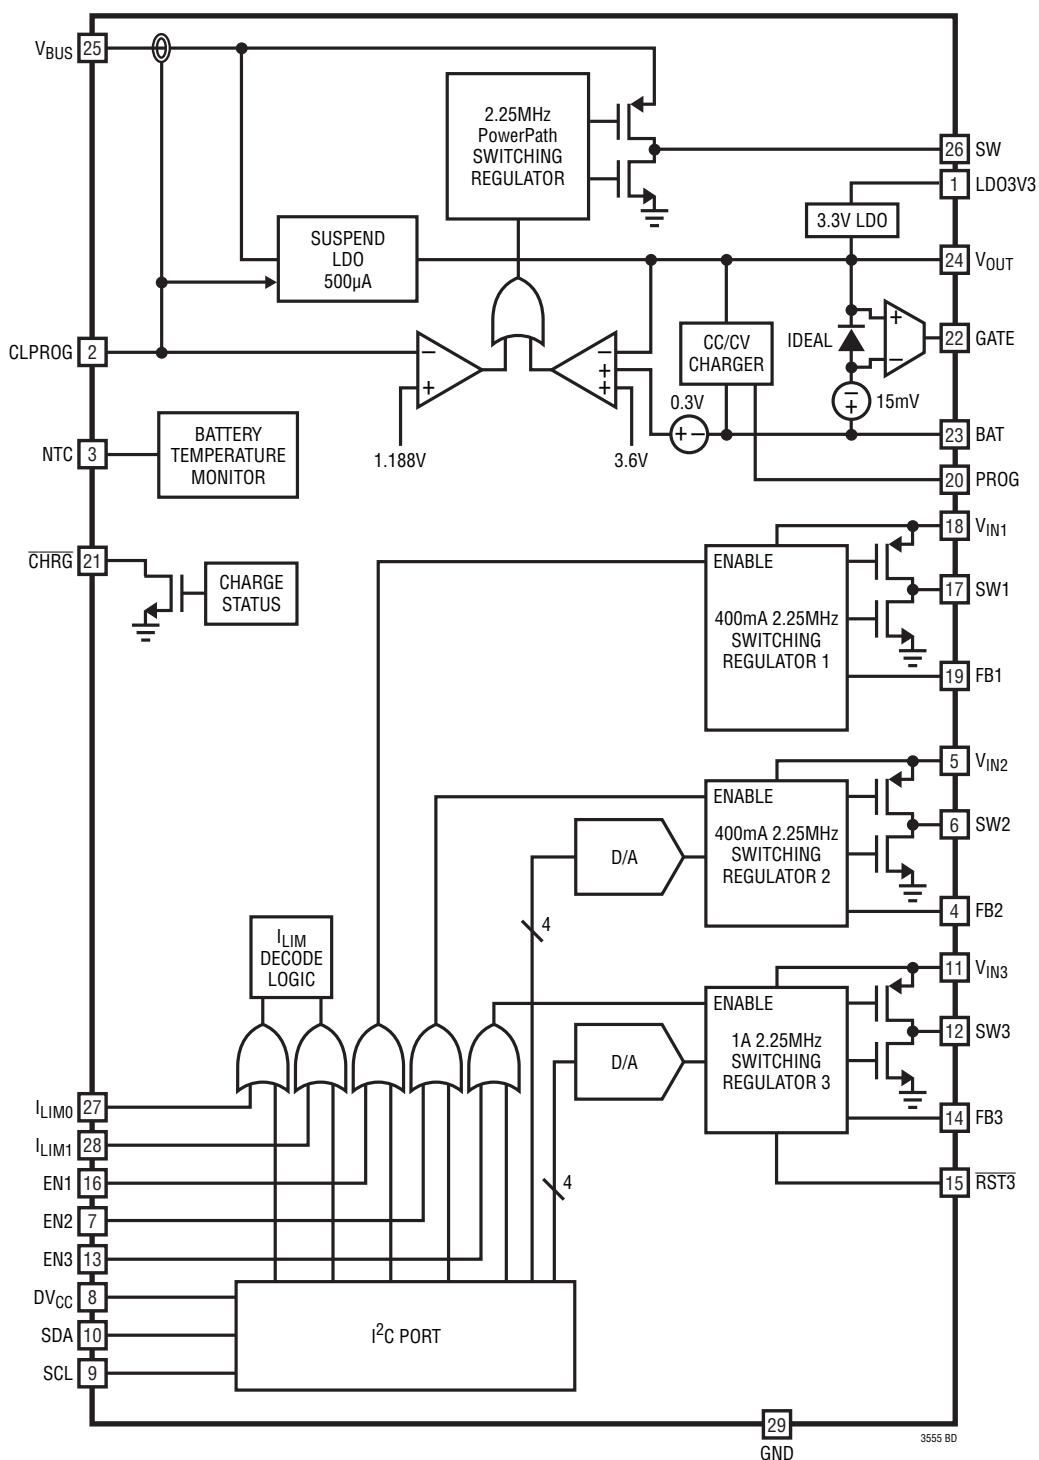 VBUS 25
2.25MHz
PowerPath
SWITCHING
REGULATOR
26 SW
1 LDO3V3
3.3V LDO
SUSPEND
LDO
500µA
24 VOUT
CLPROG 2
–
+
–
+
+
CC/CV
CHARGER
IDEAL
+
–
22 GATE
–
+
15mV
0.3V
+ –
1.188V
3.6V
23 BAT
20 PROG
NTC 3
BATTERY
TEMPERATURE
MONITOR
CHRG 21
CHARGE
STATUS
18 VIN1
ENABLE
17 SW1
400mA 2.25MHz
SWITCHING
REGULATOR 1
19 FB1
5 VIN2
ENABLE
6 SW2
400mA 2.25MHz
SWITCHING
REGULATOR 2
D/A
4 FB2
4
ILIM
DECODE
LOGIC
11 VIN3
ENABLE
12 SW3
1A 2.25MHz
SWITCHING
REGULATOR 3
D/A
14 FB3
4
15 RST3
ILIM0 27
ILIM1 28
EN1 16
EN2 7
EN3 13
DVCC 8
SDA 10
SCL 9
I2C PORT
29
GND
3555 BD